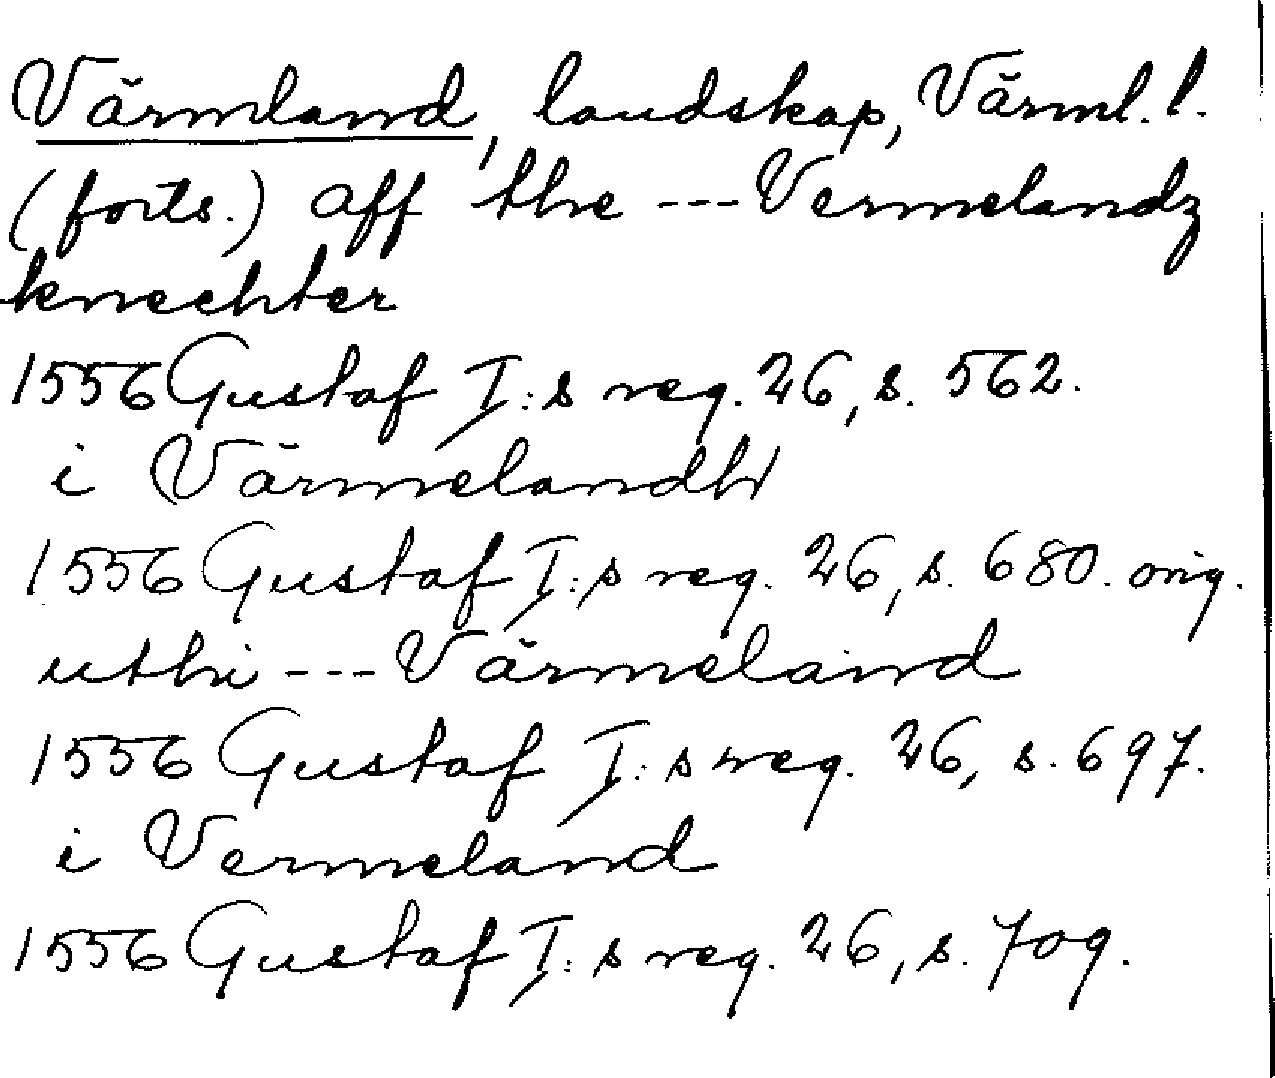 Värmland, landskap, Värml. l.
(forts.) aff the --- Vermelandz
knechter
1556 Gustaf I:s reg. 26, s. 562.
i Värmelandh
1556 Gustaf I:s reg. 26, s. 680. orig.
uthi --- Värmeland
1556 Gustaf I:s reg. 26, s. 697.
i Vermeland
1556 Gustaf I:s reg. 26, s. 709.